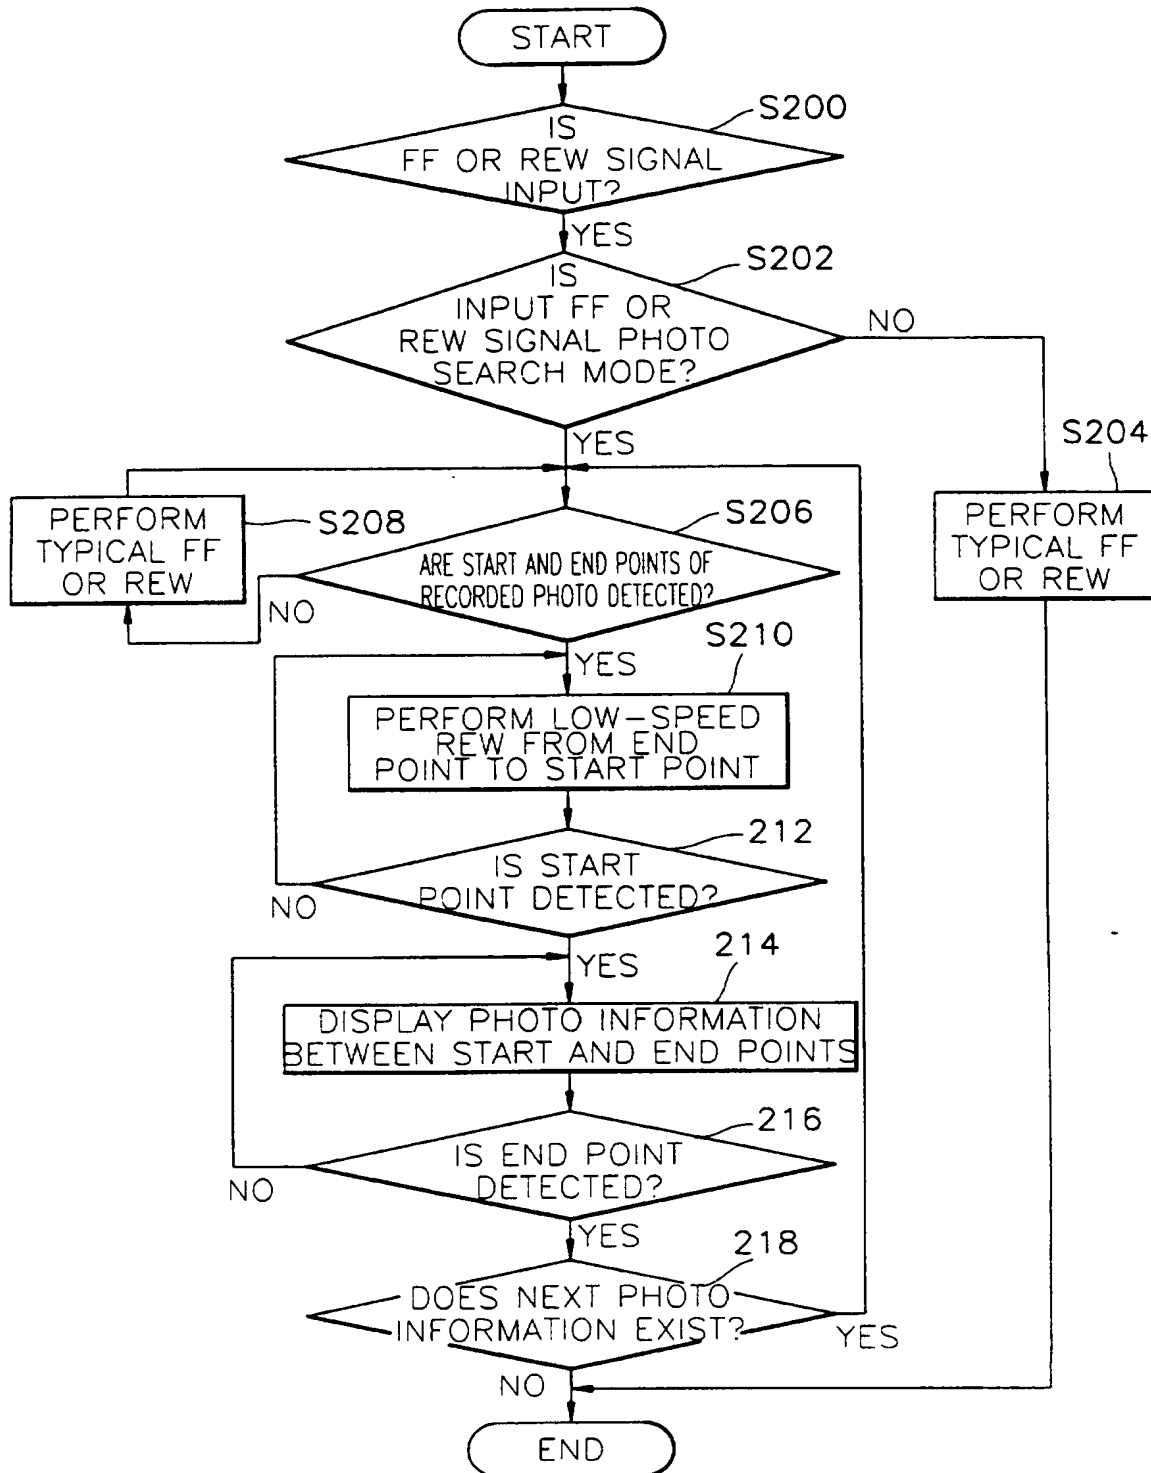 START
S200
IS
FF OR REW SIGNAL
INPUT?
YES
S202
IS
INPUT FF OR
REW SIGNAL PHOTO
SEARCH MODE?
NO
YES
S204
PERFORM
TYPICAL FF
OR REW
S208
PERFORM
TYPICAL FF
OR REW
S206
ARE START AND END POINTS OF
RECORDED PHOTO DETECTED?
NO
YES
S210
PERFORM LOW-SPEED
REW FROM END
POINT TO START POINT
212
IS START
POINT DETECTED?
NO
YES
214
DISPLAY PHOTO INFORMATION
BETWEEN START AND END POINTS
216
IS END POINT
DETECTED?
NO
YES
218
DOES NEXT PHOTO
INFORMATION EXIST?
YES
NO
END